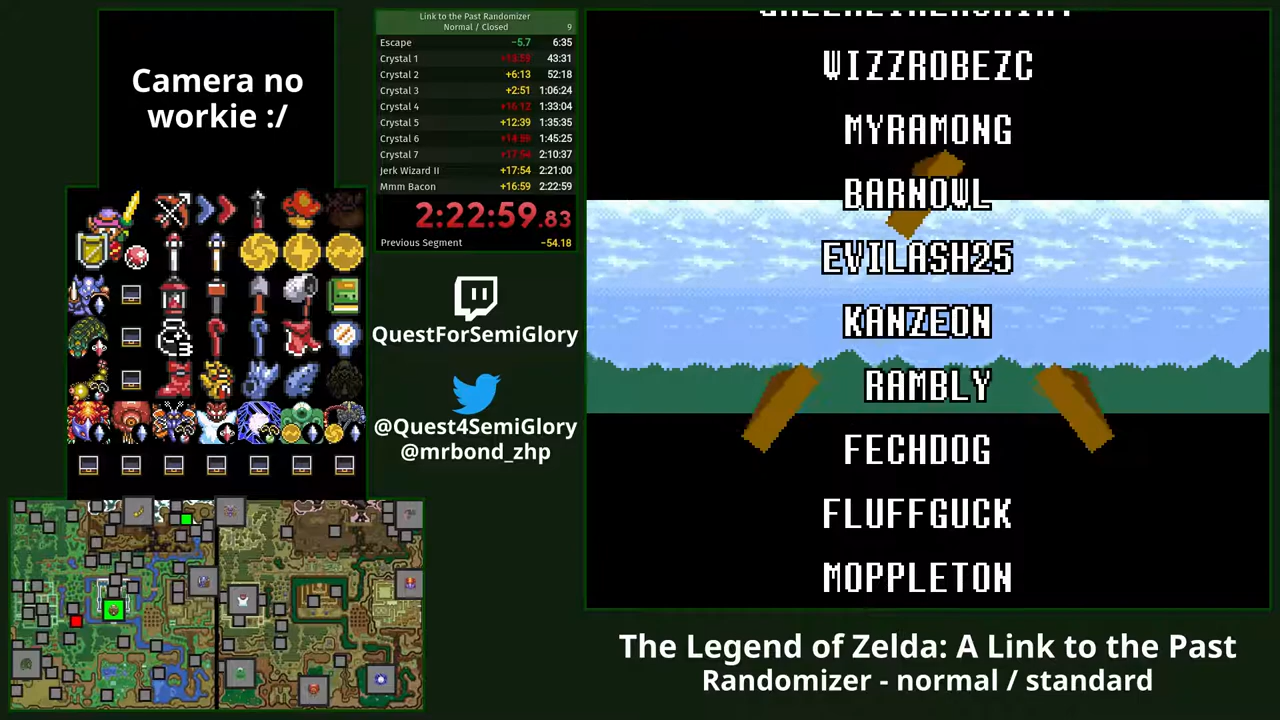 Camera no
workie :/
Link to the Past Randomizer
Normal / Closed 9
Escape −5.7 6:35
Crystal 1 43:31
Crystal 2 +6:13 52:18
Crystal 3 +2:51 1:06:24
Crystal 4 +16:12 1:33:04
Crystal 5 +12:39 1:35:35
Crystal 6 1:45:25
Crystal 7 +17:54 2:10:37
Jerk Wizard II +17:54 2:21:00
Mmm Bacon +16:59 2:22:59
2:22:59.83
Previous Segment −54.18
QuestForSemiGlory
@Quest4SemiGlory
@mrbond_zhp
WIZZROBEZC
MYRAMONG
BARNOWL
EVILASH25
KANZEON
RAMBLY
FECHDOG
FLUFFGUCK
MOPPLETON
The Legend of Zelda: A Link to the Past
Randomizer - normal / standard